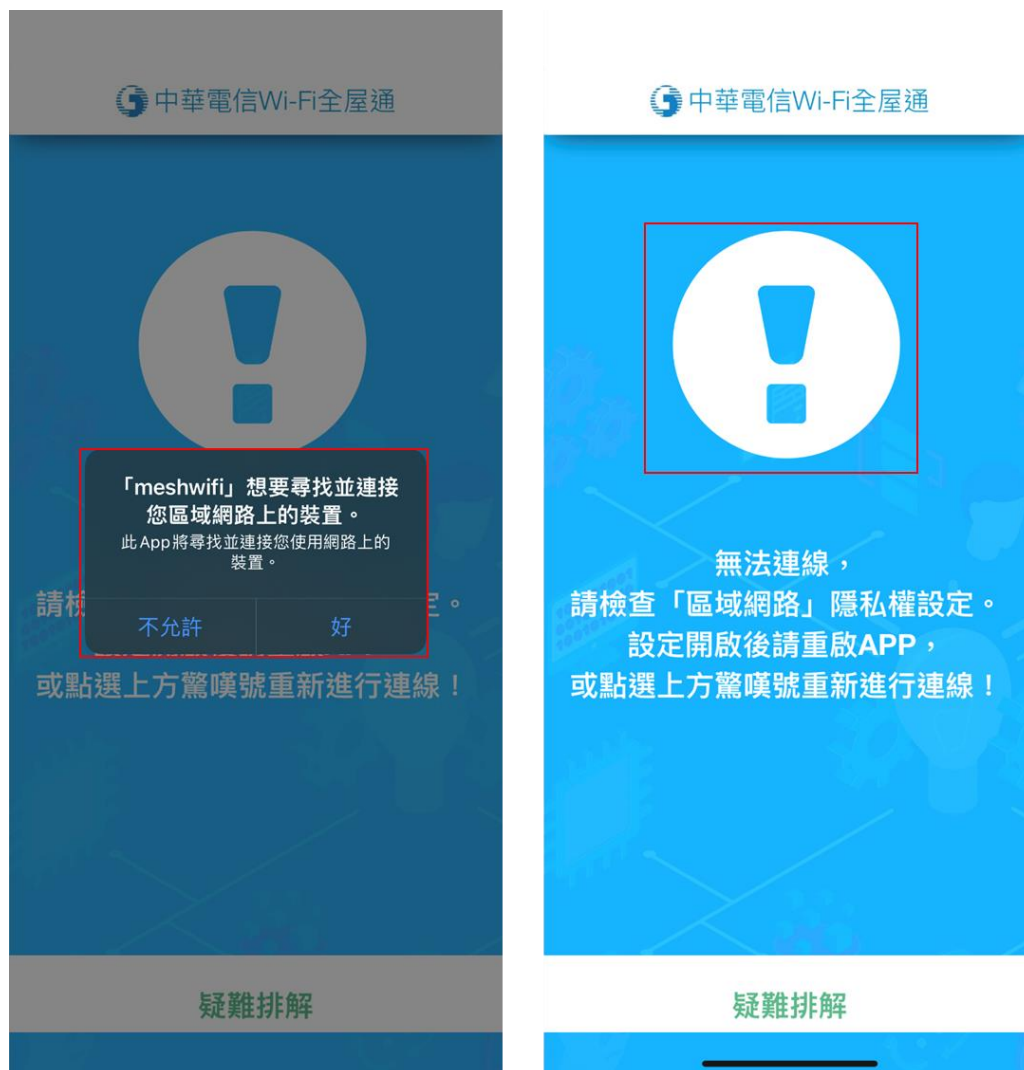 中華電信Wi-Fi全屋通
「meshwifi」想要尋找並連接
您區域網路上的裝置。
此App將尋找並連接您使用網路上的
裝置。
請檢
定。
不允許
好
或點選上方驚嘆號重新進行連線！
疑難排解
中華電信Wi-Fi全屋通
無法連線，
請檢查「區域網路」隱私權設定。
設定開啟後請重啟APP，
或點選上方驚嘆號重新進行連線！
疑難排解